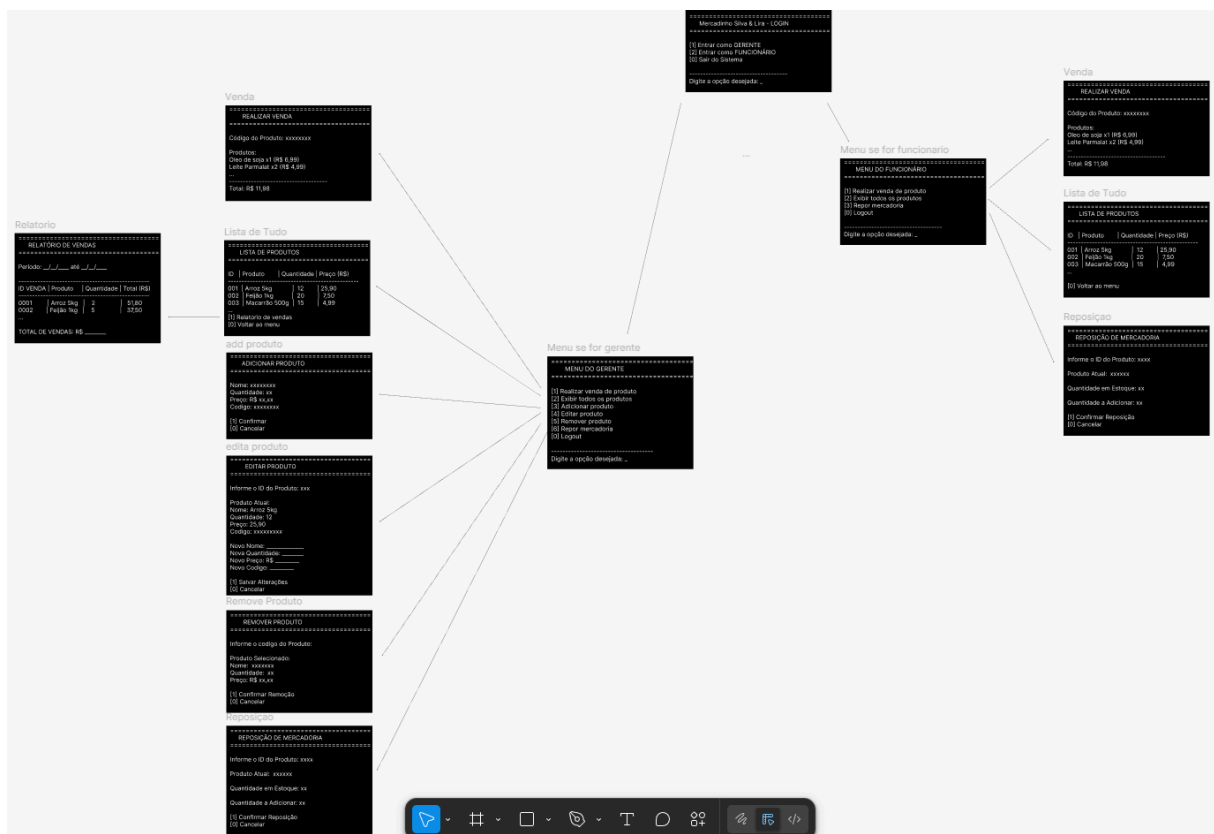 ====================================
Mercadinho Silva & Lira - LOGIN
====================================
[1] Entrar como GERENTE
[2] Entrar como FUNCIONÁRIO
[0] Sair do Sistema
-------------------------------------
Digite a opção desejada: _
Venda
====================================
REALIZAR VENDA
====================================
Código do Produto: xxxxxxxx
Produtos:
Oleo de soja x1 (R$ 6,99)
Leite Parmalat x2 (R$ 4,99)
...
-------------------------------------
Total: R$ 11,98
Relatorio
====================================
RELATÓRIO DE VENDAS
====================================
Período: __/__/____ até __/__/____
-------------------------------------
ID VENDA | Produto | Quantidade | Total (R$)
-------------------------------------
0001 | Arroz 5kg | 2 | 51,80
0002 | Feijão 1kg | 5 | 37,50
...
TOTAL DE VENDAS: R$ ______
Lista de Tudo
====================================
LISTA DE PRODUTOS
====================================
ID | Produto | Quantidade | Preço (R$)
-------------------------------------
001 | Arroz 5kg | 12 | 25,90
002 | Feijão 1kg | 20 | 7,50
003 | Macarrão 500g | 15 | 4,99
...
[1] Relatorio de vendas
[0] Voltar ao menu
add produto
====================================
ADICIONAR PRODUTO
====================================
Nome: xxxxxxxx
Quantidade: xx
Preço: R$ xx,xx
Codigo: xxxxxxxx
[1] Confirmar
[0] Cancelar
edita produto
====================================
EDITAR PRODUTO
====================================
Informe o ID do Produto: xxx
Produto Atual:
Nome: Arroz 5kg
Quantidade: 12
Preço: 25,90
Codigo: xxxxxxxxx
Novo Nome: __________
Nova Quantidade: ______
Novo Preço: R$ _______
Novo Codigo: _______
[1] Salvar Alterações
[0] Cancelar
Remove Produto
====================================
REMOVER PRODUTO
====================================
Informe o codigo do Produto:
Produto Selecionado:
Nome: xxxxxxx
Quantidade: xx
Preço: R$ xx,xx
[1] Confirmar Remoção
[0] Cancelar
Reposiçao
====================================
REPOSIÇÃO DE MERCADORIA
====================================
Informe o ID do Produto: xxxx
Produto Atual: xxxxxx
Quantidade em Estoque: xx
Quantidade a Adicionar: xx
[1] Confirmar Reposição
[0] Cancelar
Menu se for gerente
====================================
MENU DO GERENTE
====================================
[1] Realizar venda de produto
[2] Exibir todos os produtos
[3] Adicionar produto
[4] Editar produto
[5] Remover produto
[6] Repor mercadoria
[0] Logout
-------------------------------------
Digite a opção desejada: _
...
Menu se for funcionario
====================================
MENU DO FUNCIONÁRIO
====================================
[1] Realizar venda de produto
[2] Exibir todos os produtos
[3] Repor mercadoria
[0] Logout
-------------------------------------
Digite a opção desejada: _
Venda
====================================
REALIZAR VENDA
====================================
Código do Produto: xxxxxxxx
Produtos:
Oleo de soja x1 (R$ 6,99)
Leite Parmalat x2 (R$ 4,99)
...
-------------------------------------
Total: R$ 11,98
Lista de Tudo
====================================
LISTA DE PRODUTOS
====================================
ID | Produto | Quantidade | Preço (R$)
-------------------------------------
001 | Arroz 5kg | 12 | 25,90
002 | Feijão 1kg | 20 | 7,50
003 | Macarrão 500g | 15 | 4,99
...
[0] Voltar ao menu
Reposiçao
====================================
REPOSIÇÃO DE MERCADORIA
====================================
Informe o ID do Produto: xxxx
Produto Atual: xxxxxx
Quantidade em Estoque: xx
Quantidade a Adicionar: xx
[1] Confirmar Reposição
[0] Cancelar